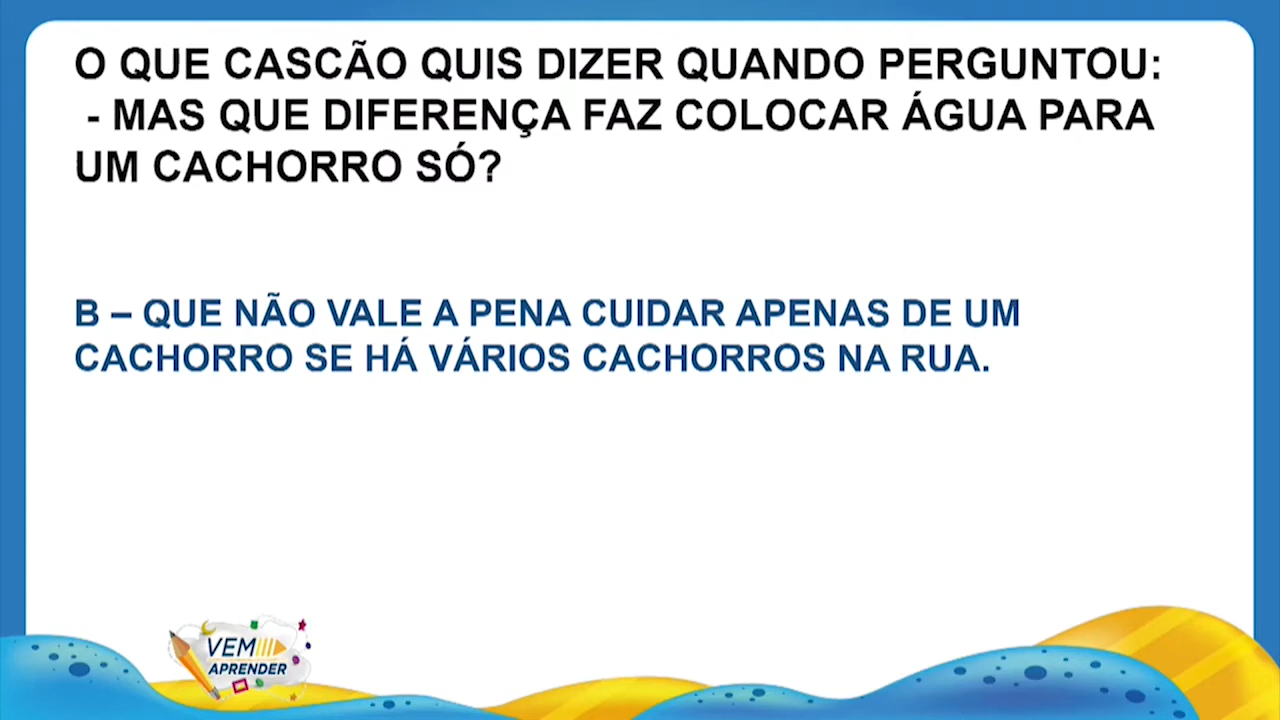 O QUE CASCÃO QUIS DIZER QUANDO PERGUNTOU:
- MAS QUE DIFERENÇA FAZ COLOCAR ÁGUA PARA
UM CACHORRO SÓ?
B – QUE NÃO VALE A PENA CUIDAR APENAS DE UM
CACHORRO SE HÁ VÁRIOS CACHORROS NA RUA.
VEM
APRENDER